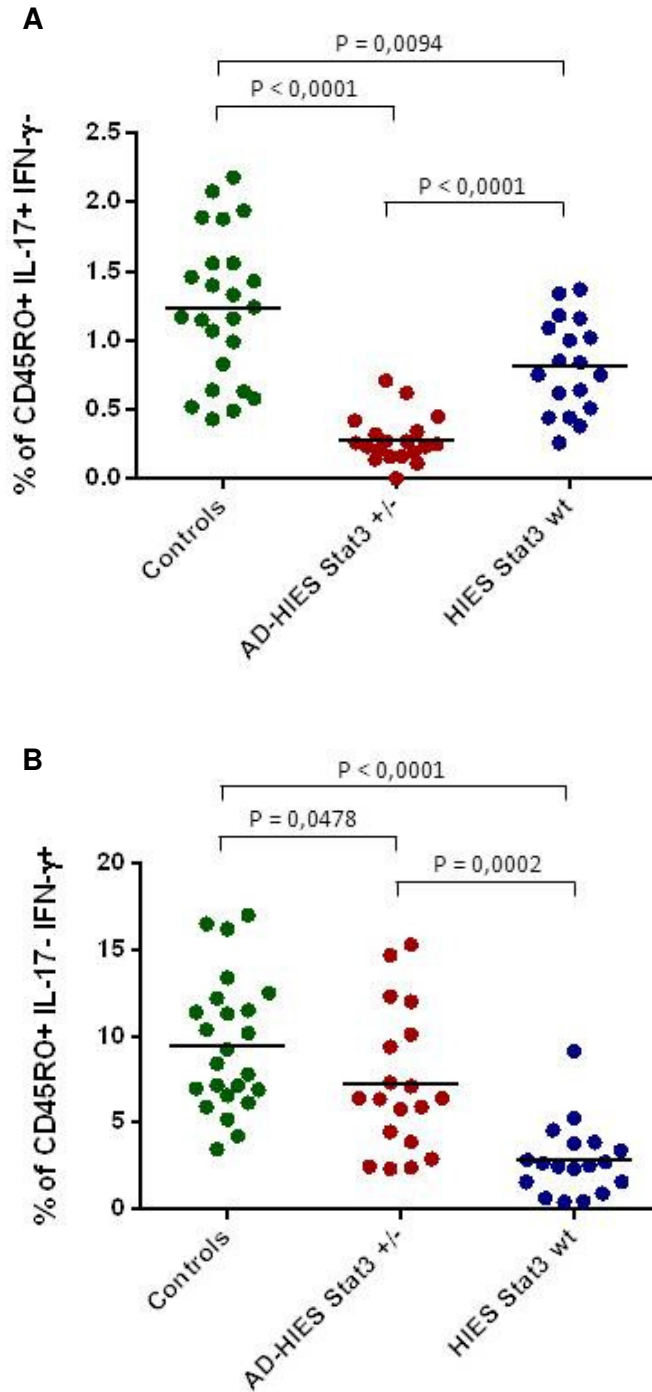 A
P = 0,0094
P < 0,0001
P < 0,0001
% of CD45RO+ IL-17+ IFN-γ-
2.5
2.0
1.5
1.0
0.5
0.0
Controls
AD-HIES Stat3 +/-
HIES Stat3 wt
B
P < 0,0001
P = 0,0478
P = 0,0002
% of CD45RO+ IL-17- IFN-γ+
20
15
10
5
0
Controls
AD-HIES Stat3 +/-
HIES Stat3 wt